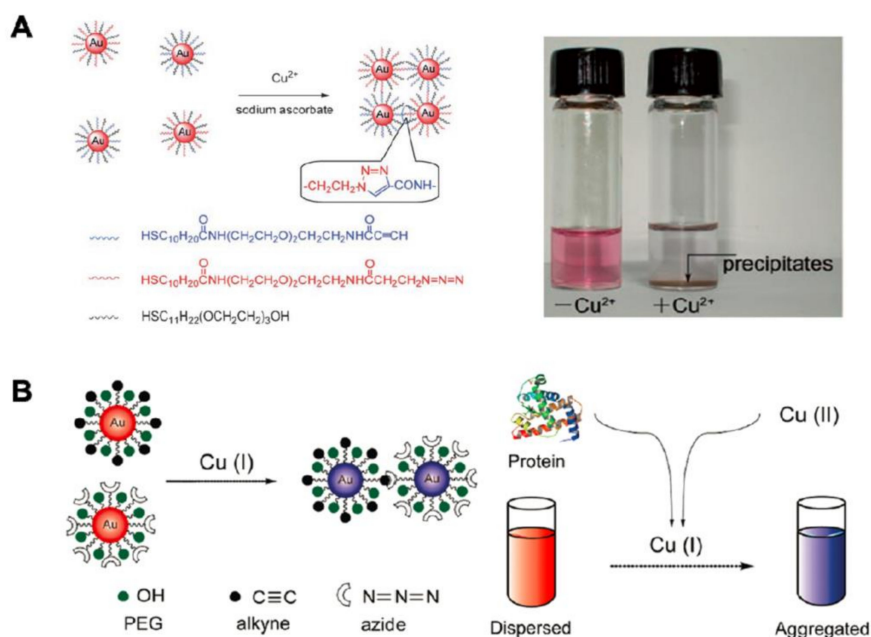 A
Au Au
Au Au
Cu²⁺
sodium ascorbate
Au Au
Au Au
N=N
-CH₂CH₂-N CONH-
O O
HSC₁₀H₂₀CNH(CH₂CH₂O)₂CH₂CH₂NHCC≡CH
O O
HSC₁₀H₂₀CNH(CH₂CH₂O)₂CH₂CH₂NHCCH₂CH₂-N=N=N
HSC₁₁H₂₂(OCH₂CH₂)₃OH
precipitates
−Cu²⁺ +Cu²⁺
B
Au
Au
Cu (I)
Au Au
OH C≡C N=N=N
PEG alkyne azide
Protein
Cu (II)
Cu (I)
Dispersed
Aggregated